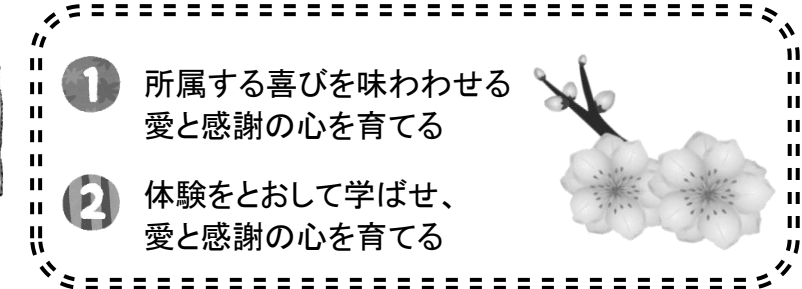 1 所属する喜びを味わわせる
愛と感謝の心を育てる
2 体験をとおして学ばせ、
愛と感謝の心を育てる